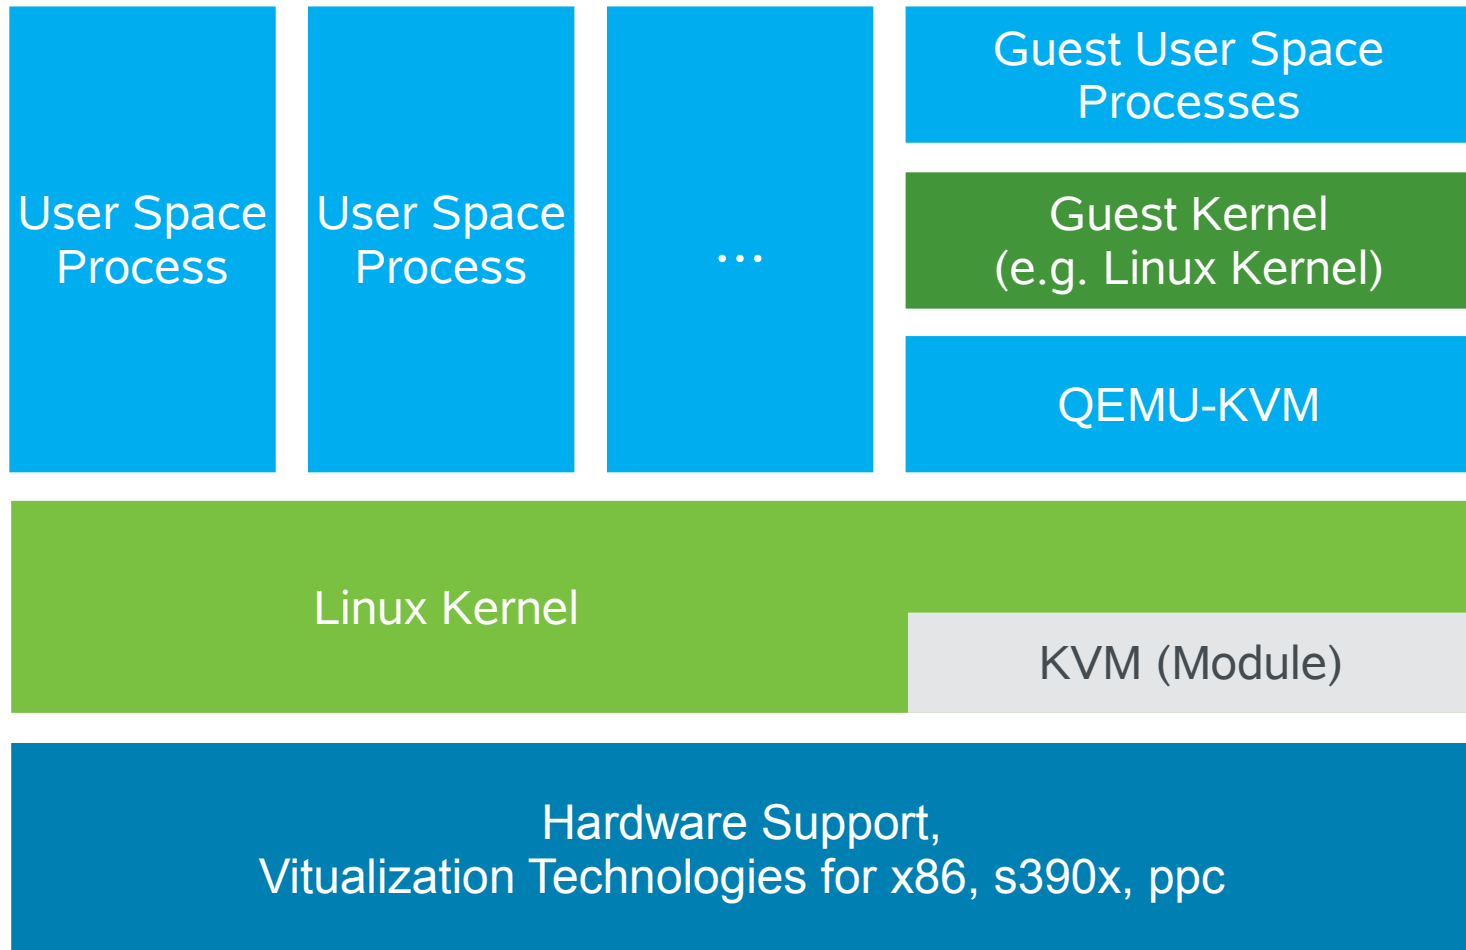 User Space
Process
User Space
Process
...
Guest User Space
Processes
Guest Kernel
(e.g. Linux Kernel)
QEMU-KVM
Linux Kernel
KVM (Module)
Hardware Support,
Vitualization Technologies for x86, s390x, ppc